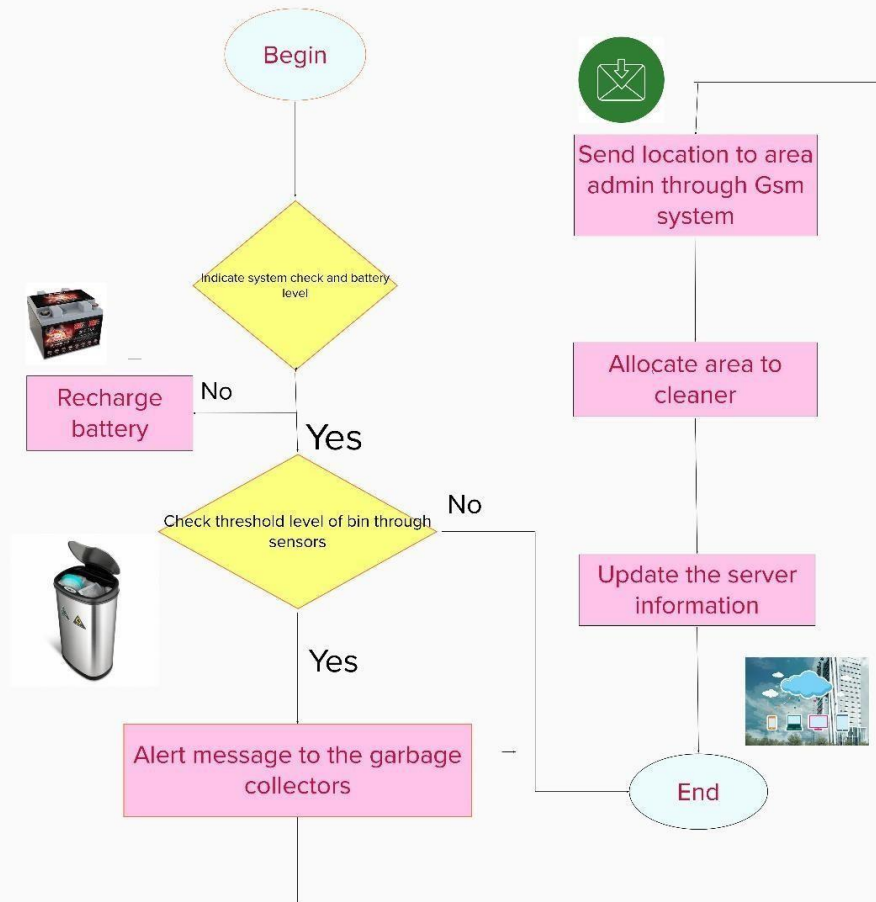 Begin
Indicate system check and battery
level
No
Recharge
battery
Yes
Check threshold level of bin through
sensors
No
Yes
Alert message to the garbage
collectors
Send location to area
admin through Gsm
system
Allocate area to
cleaner
Update the server
information
End